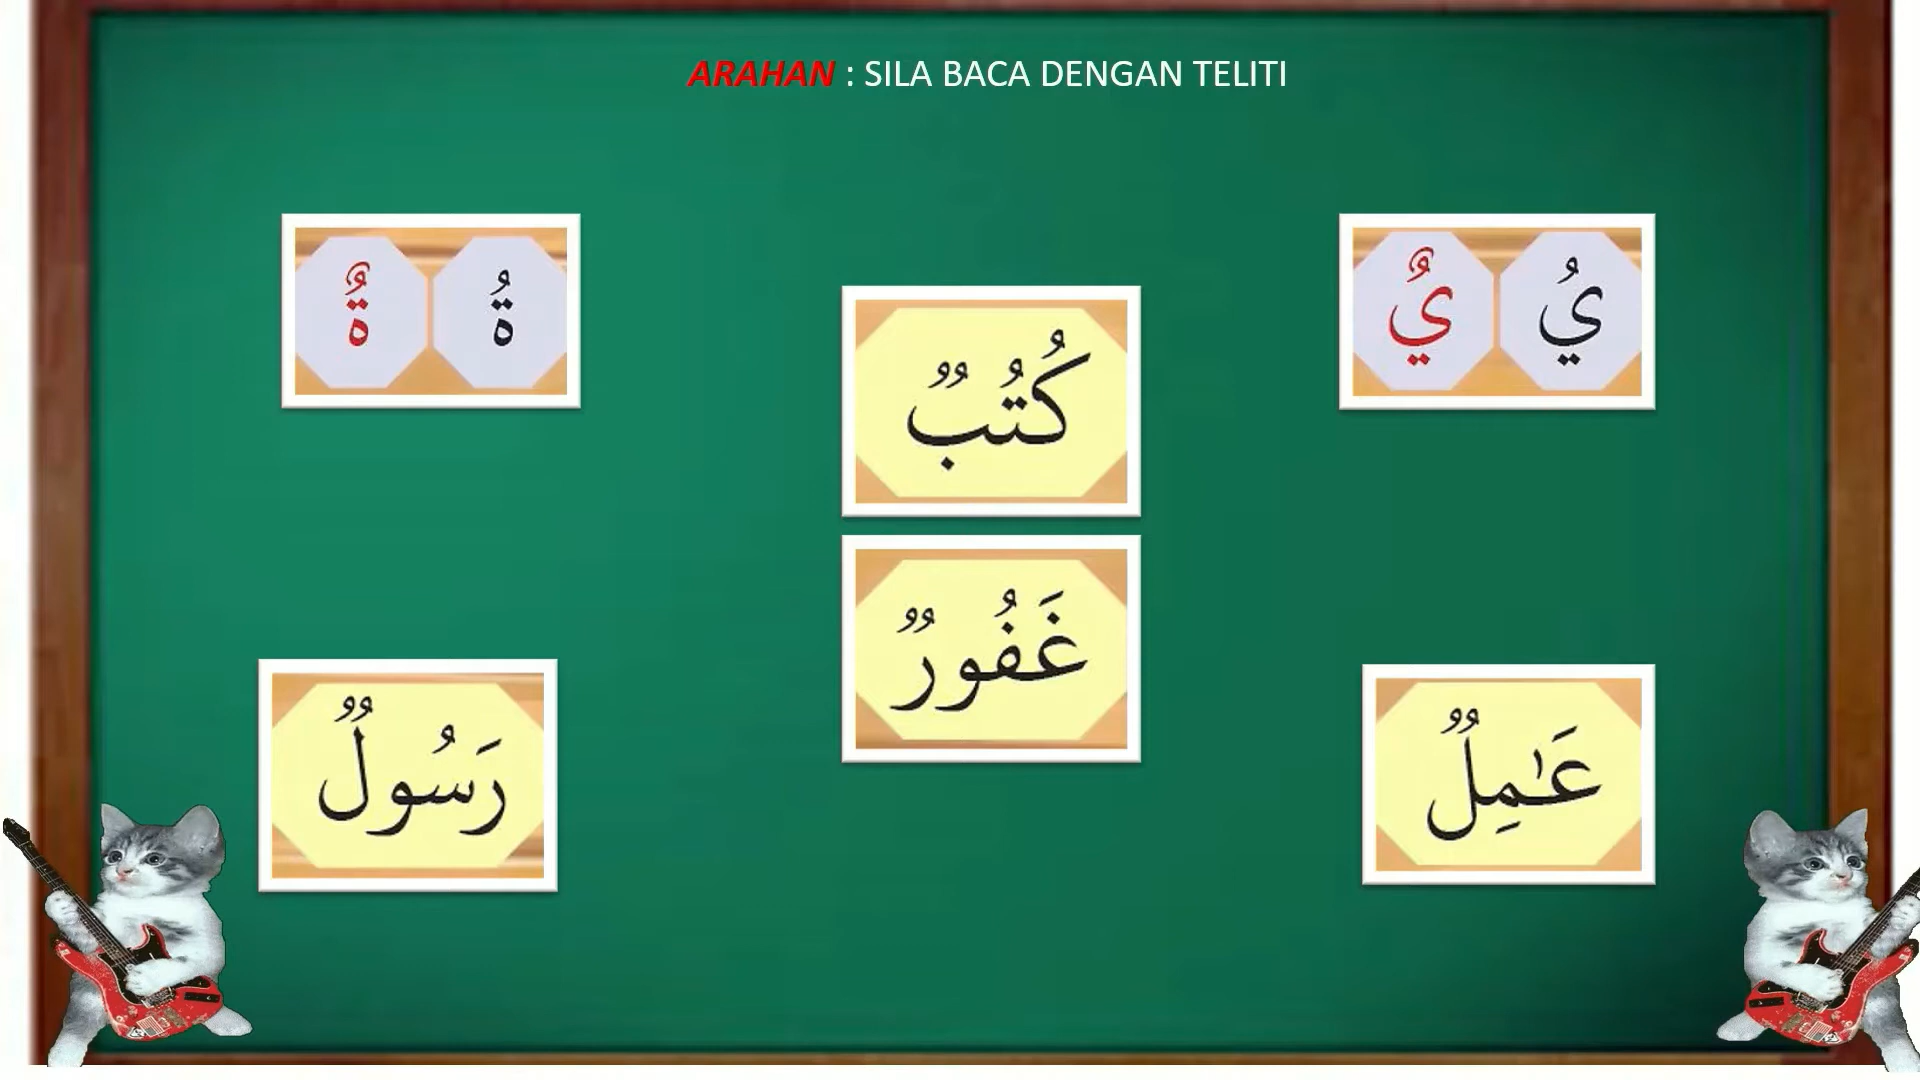 ARAHAN : SILA BACA DENGAN TELITI
يُ يٌ
ةُ ةٌ
كُتُبٌ
غَفُورٌ
عَـٰمِلٌ
رَسُولٌ